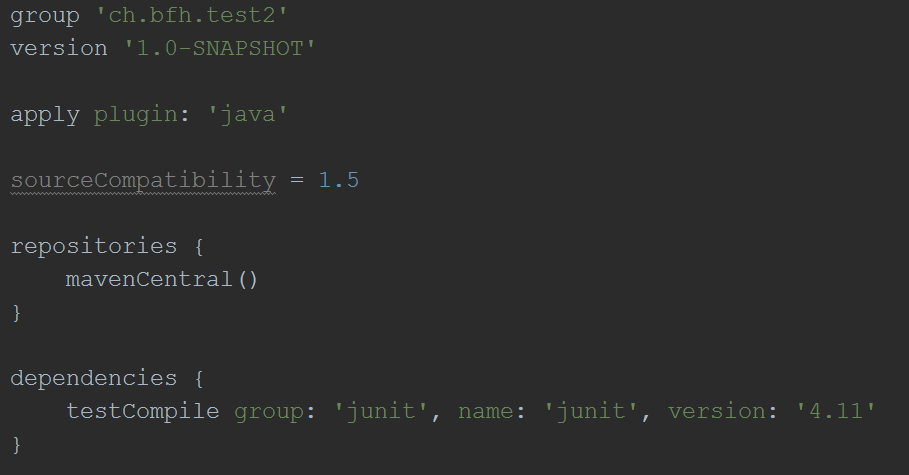 group 'ch.bfh.test2'
version '1.0-SNAPSHOT'
apply plugin: 'java'
sourceCompatibility = 1.5
repositories {
    mavenCentral()
}
dependencies {
    testCompile group: 'junit', name: 'junit', version: '4.11'
}